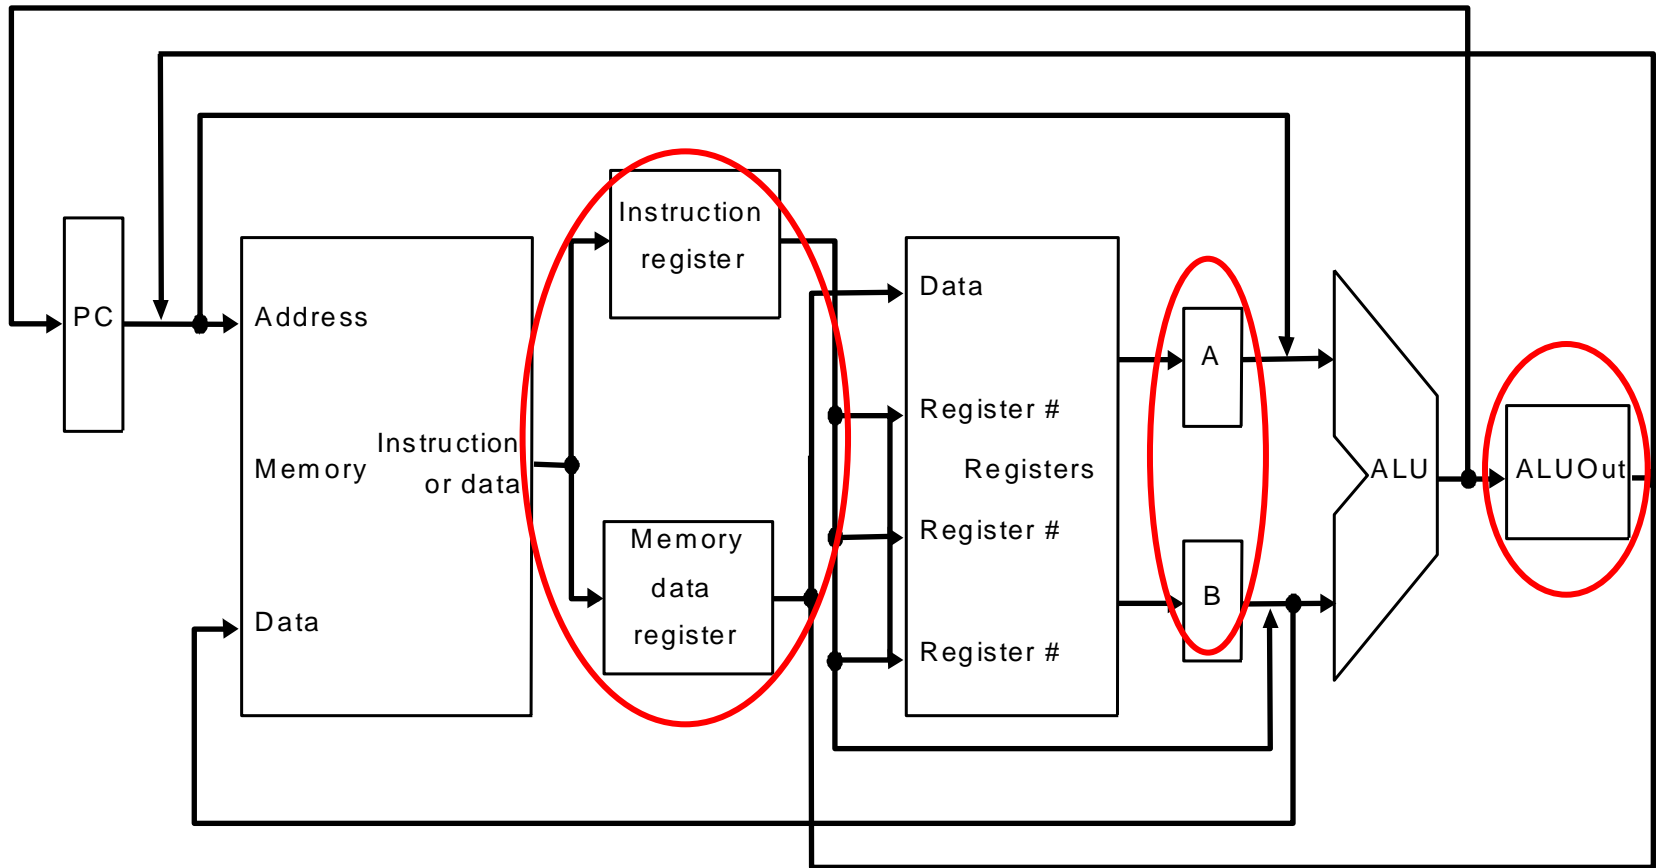 PC
Address
Memory
Instruction
or data
Data
Instruction
register
Memory
data
register
Data
Register #
Registers
Register #
Register #
A
B
ALU
ALUOut